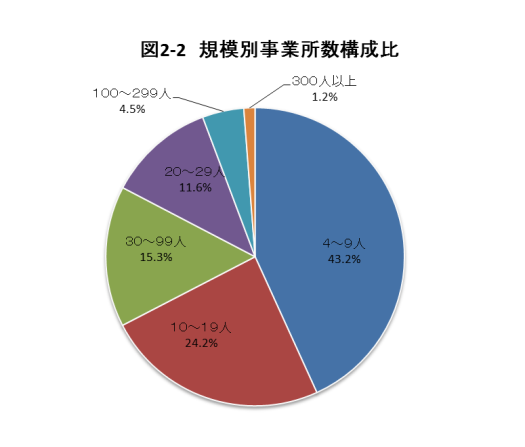 図2-2 規模別事業所数構成比
300人以上
1.2%
100～299人
4.5%
20～29人
11.6%
30～99人
15.3%
4～9人
43.2%
10～19人
24.2%